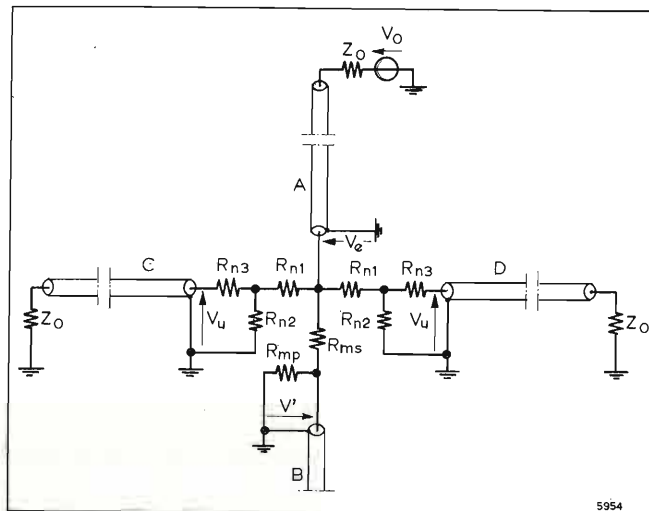 V₀
Z₀
A
Vₑ
C
Rn3
Rn1
Rn1
Rn3
D
Z₀
Vu
Rn2
Rn2
Vu
Z₀
Rms
Rmp
V'
B
5954